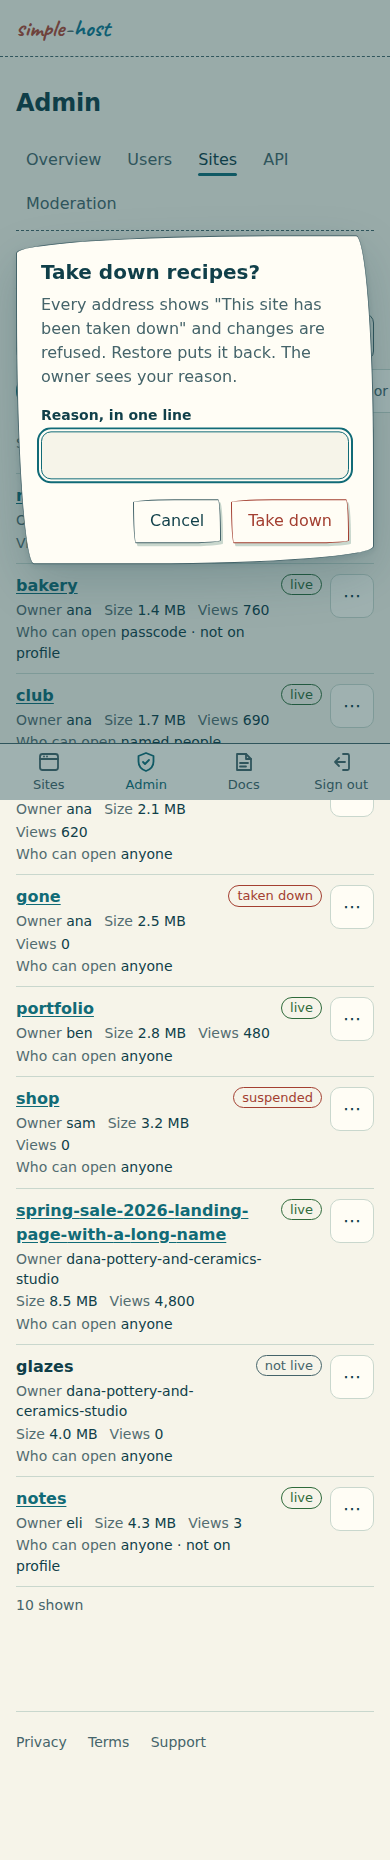 simple-host
Admin
Overview Users Sites API
Moderation
Take down recipes?
Every address shows "This site has
been taken down" and changes are
refused. Restore puts it back. The
owner sees your reason.
or
Reason, in one line
Cancel Take down
bakery live ...
Owner ana Size 1.4 MB Views 760
Who can open passcode · not on
profile
club live ...
Owner ana Size 1.7 MB Views 690
Who can open named people
Sites Admin Docs Sign out
Owner ana Size 2.1 MB
Views 620
Who can open anyone
gone taken down ...
Owner ana Size 2.5 MB
Views 0
Who can open anyone
portfolio live ...
Owner ben Size 2.8 MB Views 480
Who can open anyone
shop suspended ...
Owner sam Size 3.2 MB
Views 0
Who can open anyone
spring-sale-2026-landing- live ...
page-with-a-long-name
Owner dana-pottery-and-ceramics-
studio
Size 8.5 MB Views 4,800
Who can open anyone
glazes not live ...
Owner dana-pottery-and-
ceramics-studio
Size 4.0 MB Views 0
Who can open anyone
notes live ...
Owner eli Size 4.3 MB Views 3
Who can open anyone · not on
profile
10 shown
Privacy Terms Support